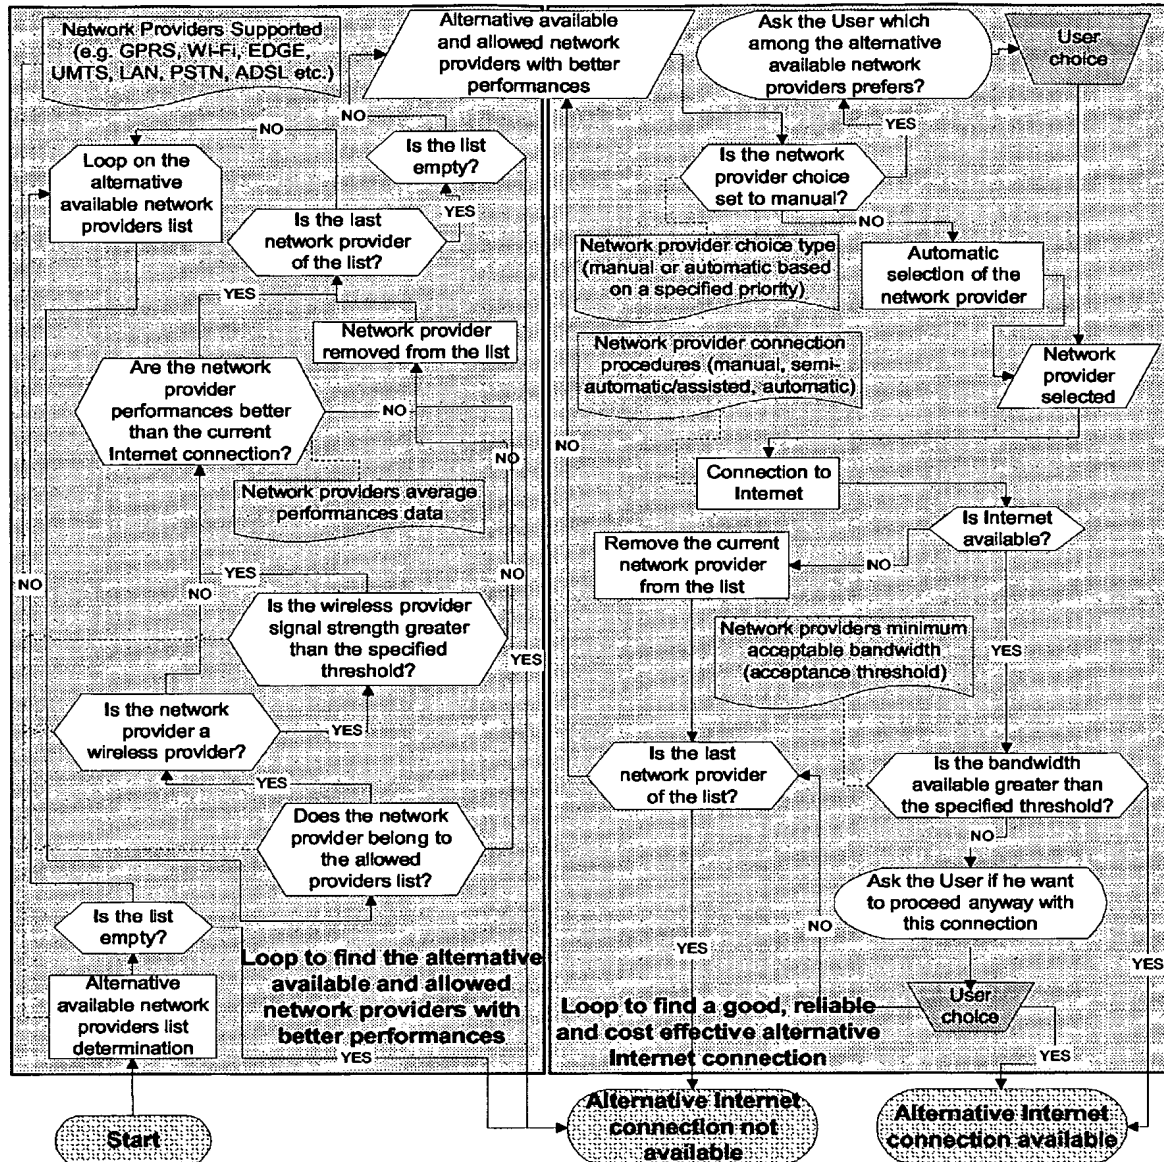 Network Providers Supported
(e.g. GPRS, WI-Fi, EDGE,
UMTS, LAN, PSTN, ADSL etc.)
Alternative available
and allowed network
providers with better
performances
Ask the User which
among the alternative
available network
providers prefers?
User
choice
NO
NO
YES
Loop on the
alternative
available network
providers list
Is the list
empty?
Is the network
provider choice
set to manual?
YES
NO
Is the last
network provider
of the list?
Network provider choice type
(manual or automatic based
on a specified priority)
Automatic
selection of the
network provider
YES
Network provider
removed from the list
Network provider connection
procedures (manual, semi-
automatic/assisted, automatic)
Network
provider
selected
Are the network
provider
performances better
than the current
Internet connection?
NO
NO
NO
Connection to
Internet
Network providers average
performances data
Is Internet
available?
Remove the current
network provider
from the list
NO
NO
YES
NO
NO
Is the wireless provider
signal strength greater
than the specified
threshold?
YES
Network providers minimum
acceptable bandwidth
(acceptance threshold)
YES
Is the network
provider a
wireless provider?
YES
Is the last
network provider
of the list?
Is the bandwidth
available greater than
the specified threshold?
YES
Does the network
provider belong to
the allowed
providers list?
NO
Ask the User if he want
to proceed anyway with
this connection
Is the list
empty?
NO
YES
YES
Loop to find the alternative
available and allowed
network providers with
better performances
Alternative
available network
providers list
determination
User
choice
Loop to find a good, reliable
and cost effective alternative
Internet connection
YES
YES
Start
Alternative Internet
connection not
available
Alternative Internet
connection available